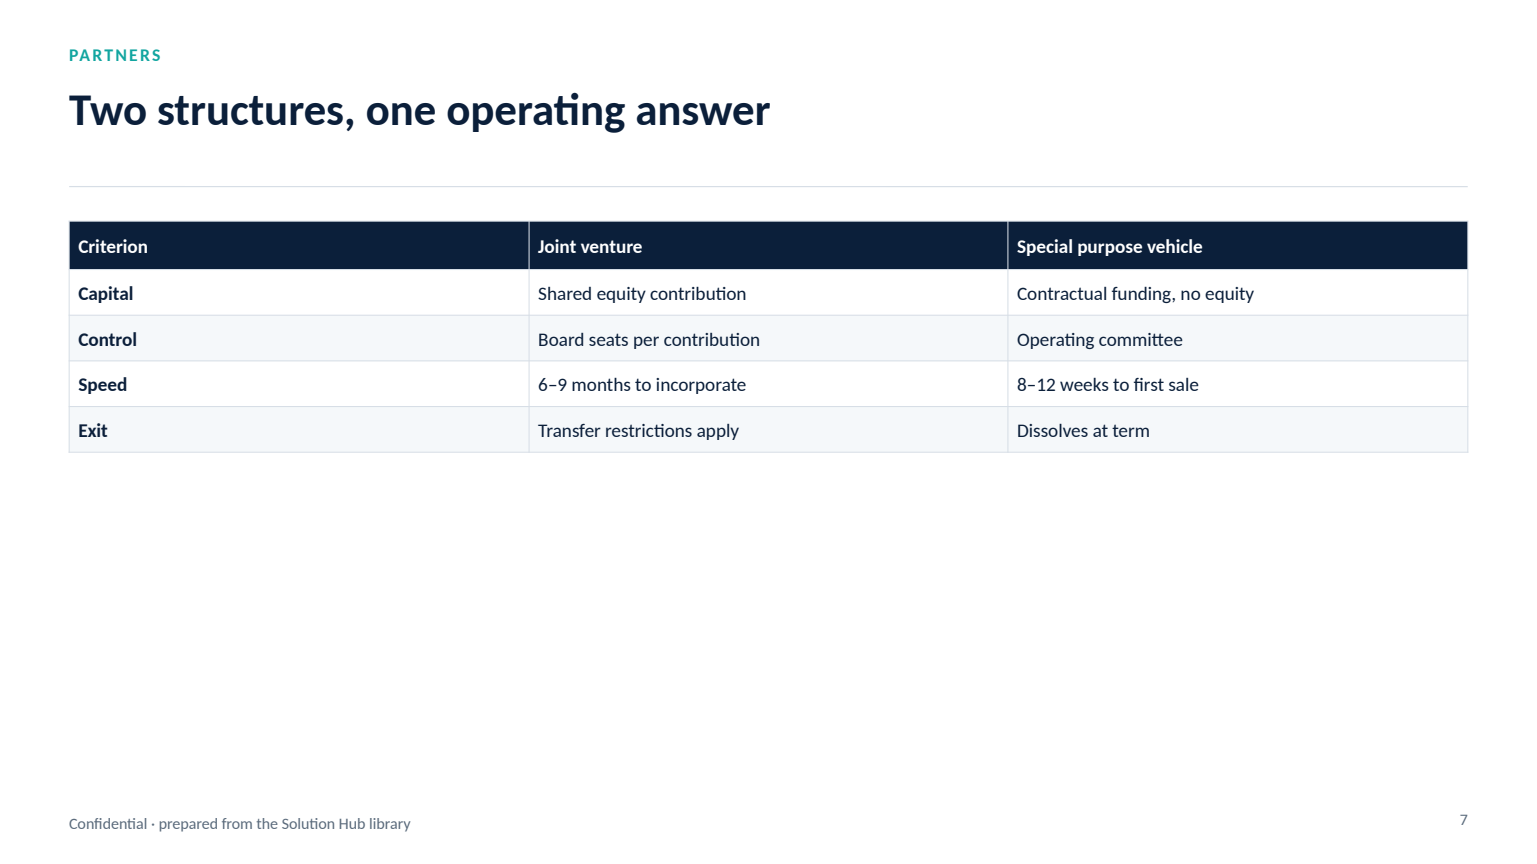 PARTNERS
Two structures, one operating answer
Criterion Joint venture Special purpose vehicle
Capital Shared equity contribution Contractual funding, no equity
Control Board seats per contribution Operating committee
Speed 6–9 months to incorporate 8–12 weeks to first sale
Exit Transfer restrictions apply Dissolves at term
Confidential · prepared from the Solution Hub library 7